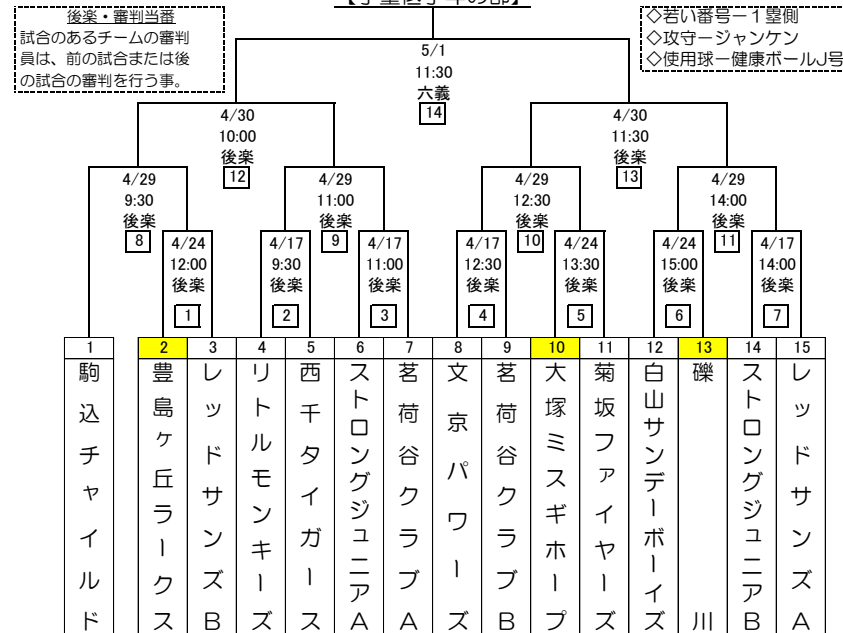 【学童低学年の部】
後楽・審判当番
試合のあるチームの審判
員は、前の試合または後
の試合の審判を行う事。
◇若い番号ー1塁側
◇攻守ージャンケン
◇使用球ー健康ボールJ号
5/1
11:30
六義
14
4/30
10:00
後楽
12
4/30
11:30
後楽
13
4/29
9:30
後楽
8
4/29
11:00
後楽
9
4/29
12:30
後楽
10
4/29
14:00
後楽
11
4/24
12:00
後楽
1
4/17
9:30
後楽
2
4/17
11:00
後楽
3
4/17
12:30
後楽
4
4/24
13:30
後楽
5
4/24
15:00
後楽
6
4/17
14:00
後楽
7
1
駒込チャイルド
2
豊島ヶ丘ラークス
3
レッドサンズB
4
リトルモンキーズ
5
西千タイガース
6
ストロングジュニアA
7
茗荷谷クラブA
8
文京パワーズ
9
茗荷谷クラブB
10
大塚ミスギホープ
11
菊坂ファイヤーズ
12
白山サンデーボーイズ
13
礫川
14
ストロングジュニアB
15
レッドサンズA